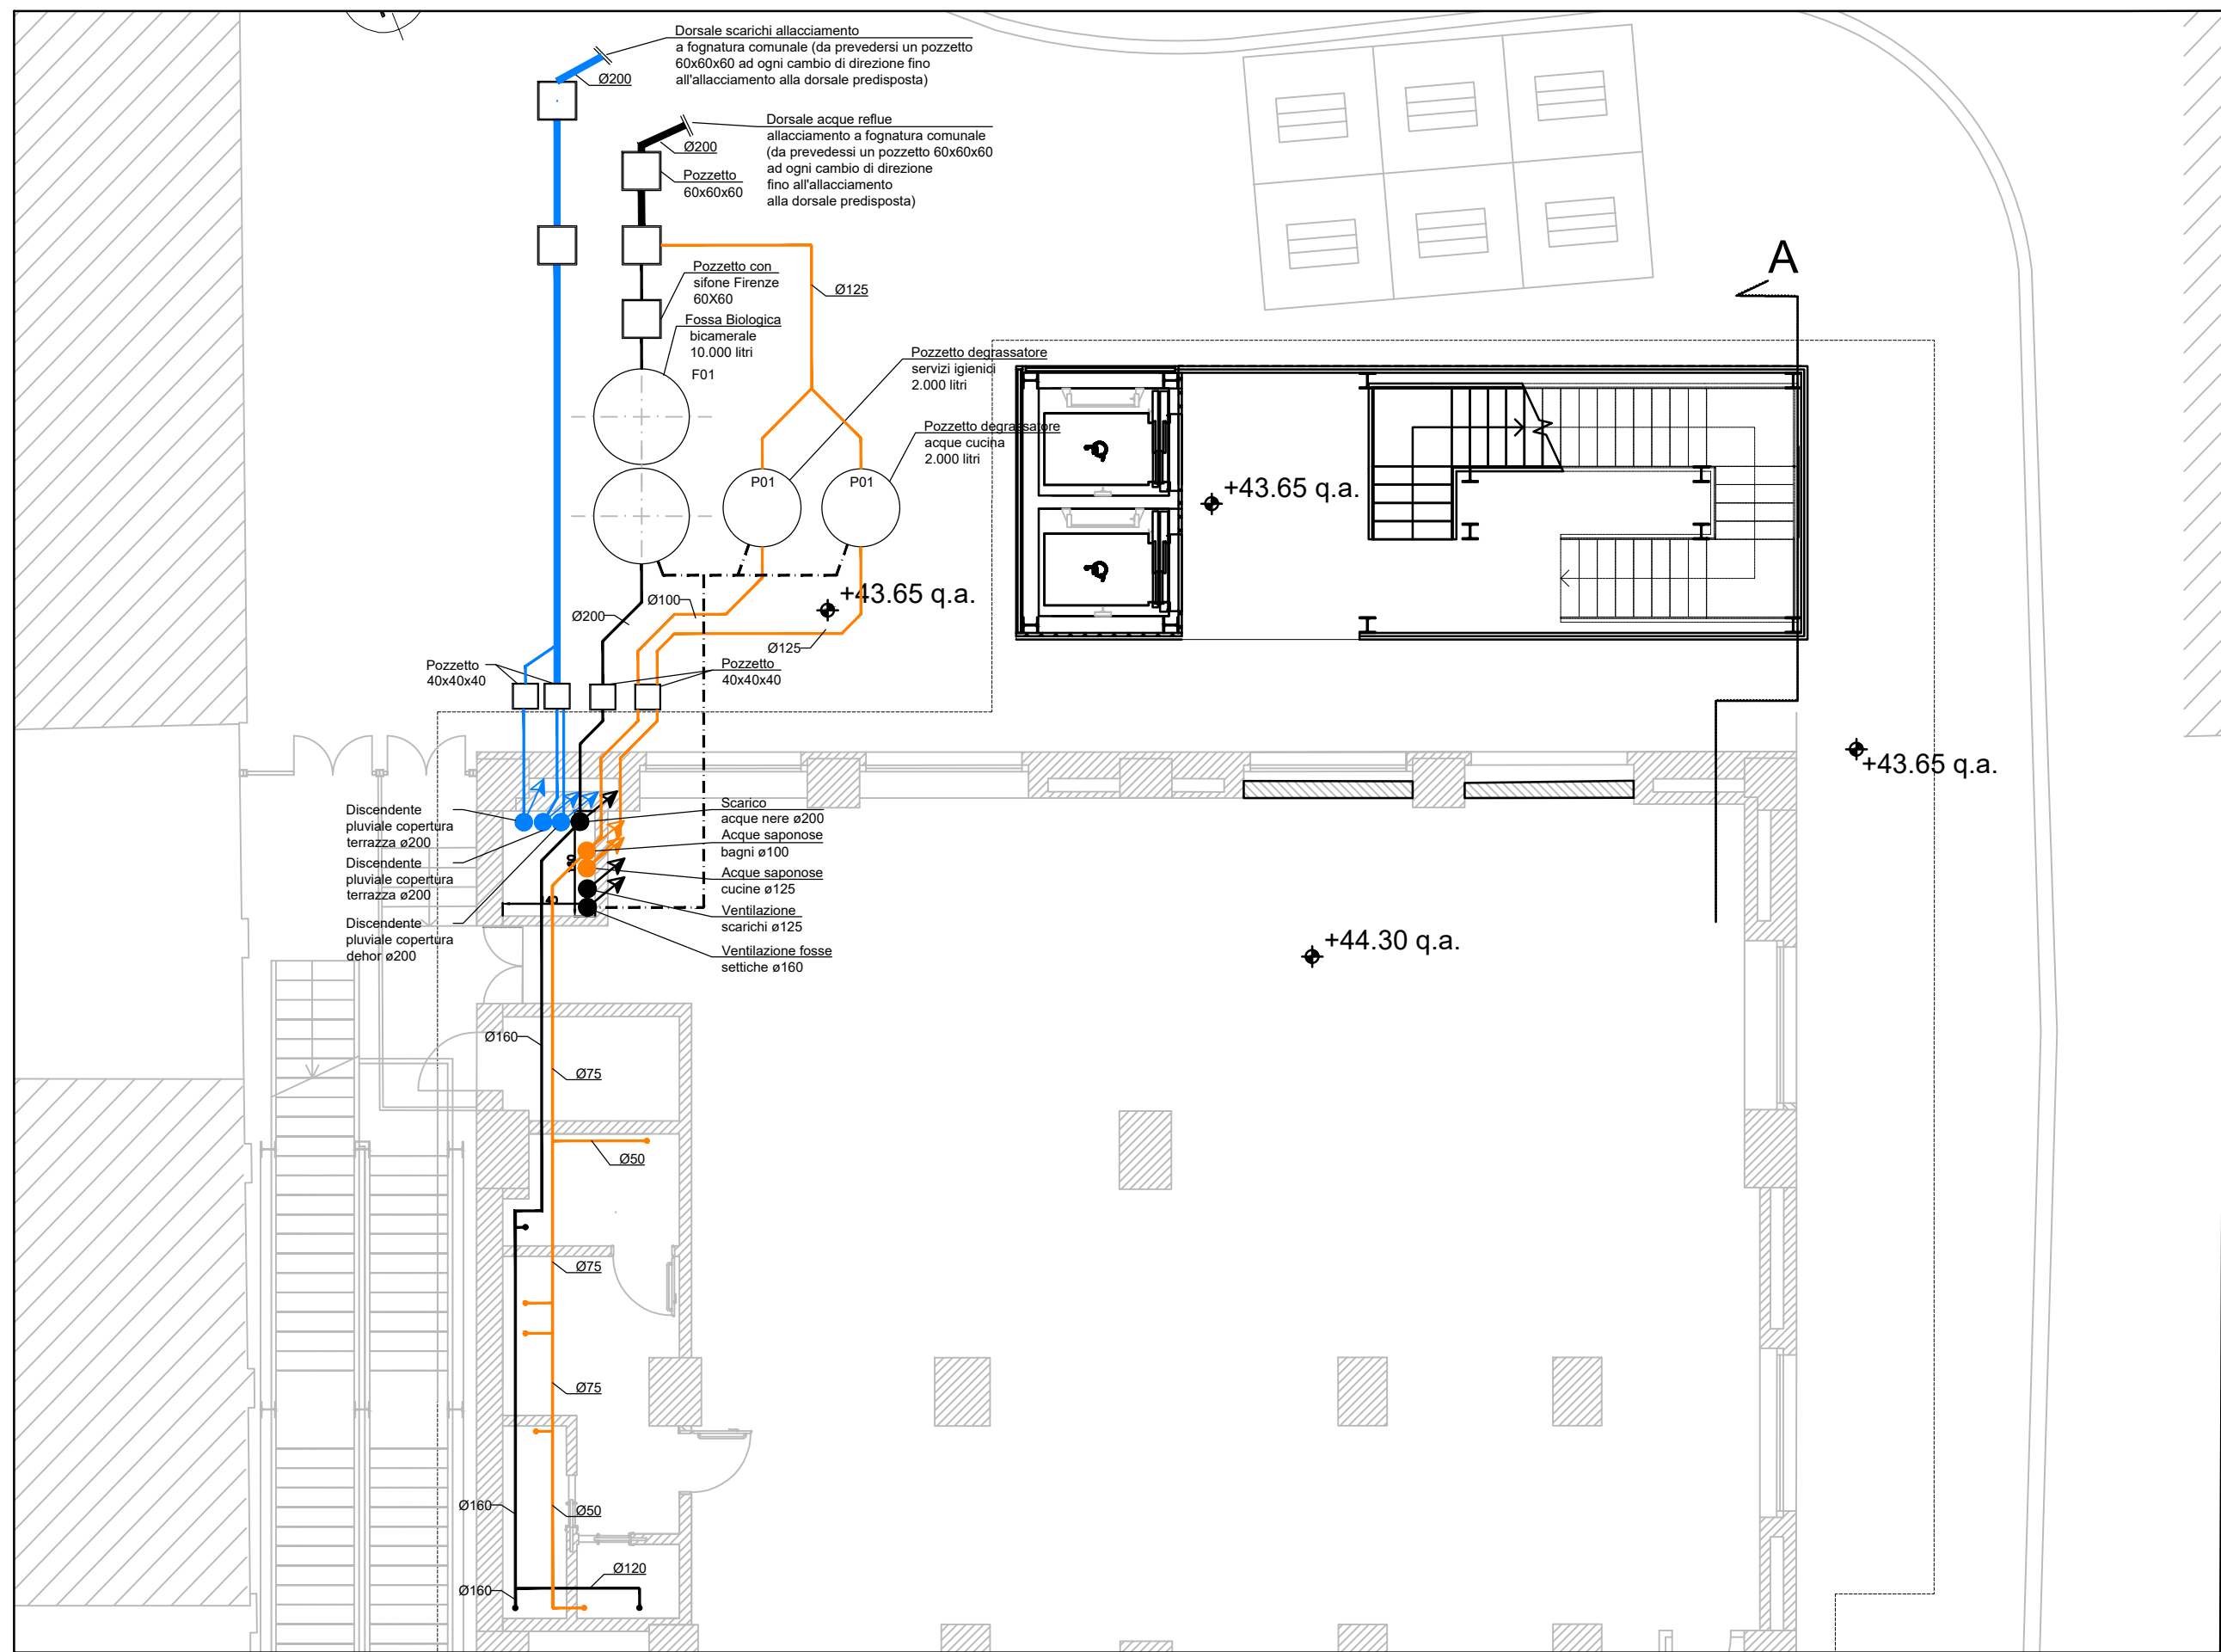 Dorsale scarichi allacciamento
a fognatura comunale (da prevedersi un pozzetto
60x60x60 ad ogni cambio di direzione fino
all'allacciamento alla dorsale predisposta)
Ø200
Dorsale acque reflue
allacciamento a fognatura comunale
(da prevedessi un pozzetto 60x60x60
ad ogni cambio di direzione
fino all'allacciamento
alla dorsale predisposta)
Ø200
Pozzetto
60x60x60
Pozzetto con
sifone Firenze
60X60
Ø125
Fossa Biologica
bicamerale
10.000 litri
F01
Pozzetto degrassatore
servizi igienici
2.000 litri
Pozzetto degrassatore
acque cucina
2.000 litri
P01
P01
A
+43.65 q.a.
+43.65 q.a.
Ø100
Ø200
Ø125
Pozzetto
40x40x40
Pozzetto
40x40x40
+43.65 q.a.
Discendente
pluviale copertura
terrazza ø200
Discendente
pluviale copertura
terrazza ø200
Discendente
pluviale copertura
dehor ø200
Scarico
acque nere ø200
Acque saponose
bagni ø100
Acque saponose
cucine ø125
Ventilazione
scarichi ø125
Ventilazione fosse
settiche ø160
+44.30 q.a.
Ø160
Ø75
Ø50
Ø75
Ø75
Ø160
Ø50
Ø120
Ø160